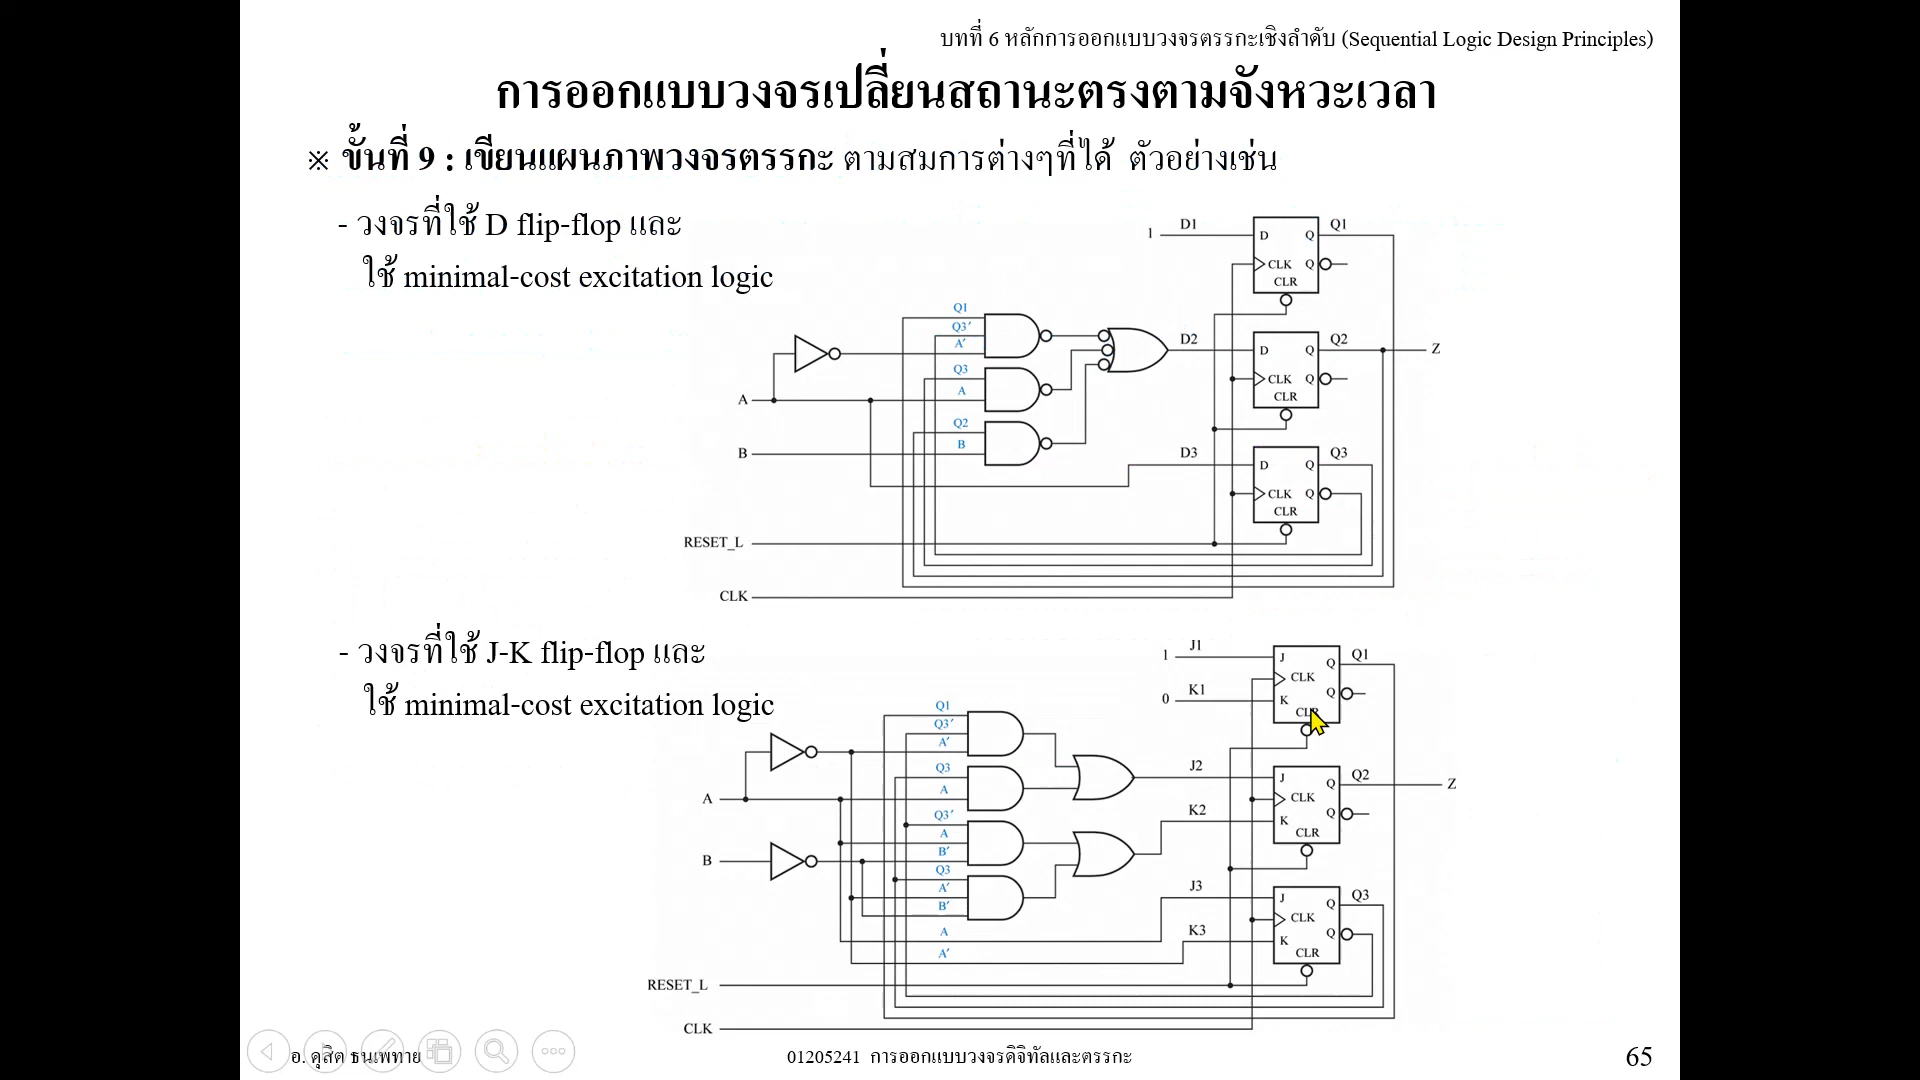 บทที่ 6 หลักการออกแบบวงจรตรรกะเชิงลำดับ (Sequential Logic Design Principles)
การออกแบบวงจรเปลี่ยนสถานะตรงตามจังหวะเวลา
※ ขั้นที่ 9 : เขียนแผนภาพวงจรตรรกะ ตามสมการต่างๆที่ได้ ตัวอย่างเช่น
- วงจรที่ใช้ D flip-flop และ
ใช้ minimal-cost excitation logic
1 D1 D Q Q1
CLK Q
CLR
Q1
Q3′
A′
D2 D Q Q2 Z
CLK Q
CLR
Q3
A
A
Q2
B
B
D3 D Q Q3
CLK Q
CLR
RESET_L
CLK
- วงจรที่ใช้ J-K flip-flop และ
ใช้ minimal-cost excitation logic
1 J1 J Q Q1
CLK
0 K1 K Q
CLR
Q1
Q3′
A′
J2 J Q Q2 Z
CLK
K2 K Q
CLR
Q3
A
A
Q3′
A
B′
B
Q3
A′
B′
J3 J Q Q3
CLK
K3 K Q
CLR
A
A′
RESET_L
CLK
อ. ดุสิต ธนเพทาย
01205241 การออกแบบวงจรดิจิทัลและตรรกะ
65